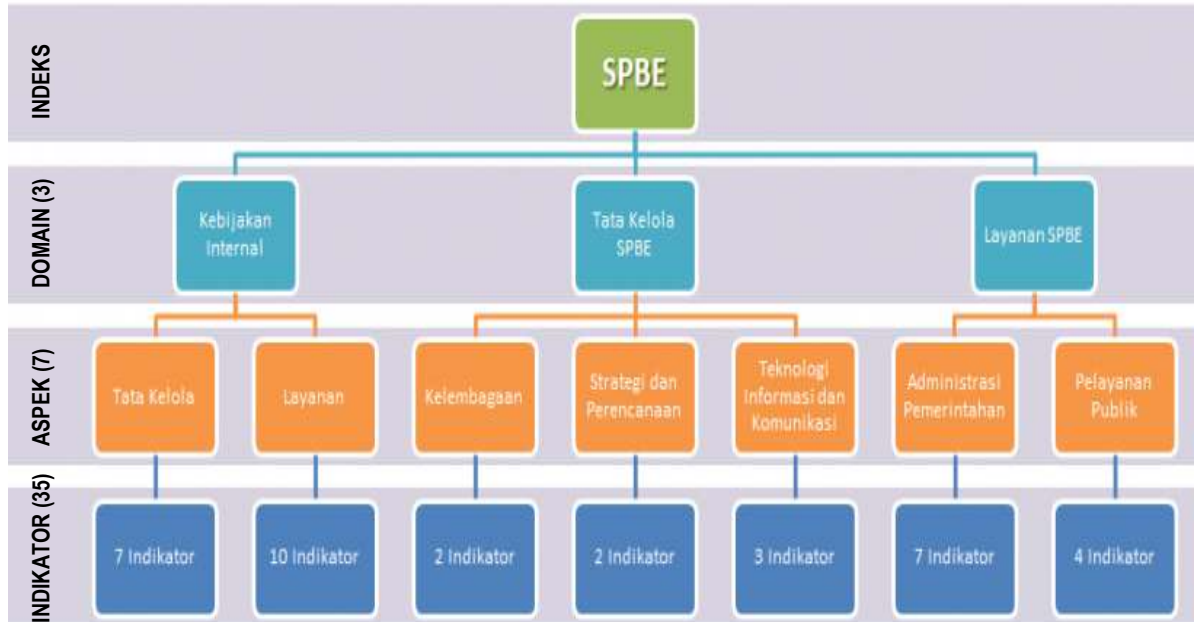 INDEKS
SPBE
DOMAIN (3)
Kebijakan
Internal
Tata Kelola
SPBE
Layanan SPBE
ASPEK (7)
Tata Kelola
Layanan
Kelembagaan
Strategi dan
Perencanaan
Teknologi
Informasi dan
Komunikasi
Administrasi
Pemerintahan
Pelayanan
Publik
INDIKATOR (35)
7 Indikator
10 Indikator
2 Indikator
2 Indikator
3 Indikator
7 Indikator
4 Indikator